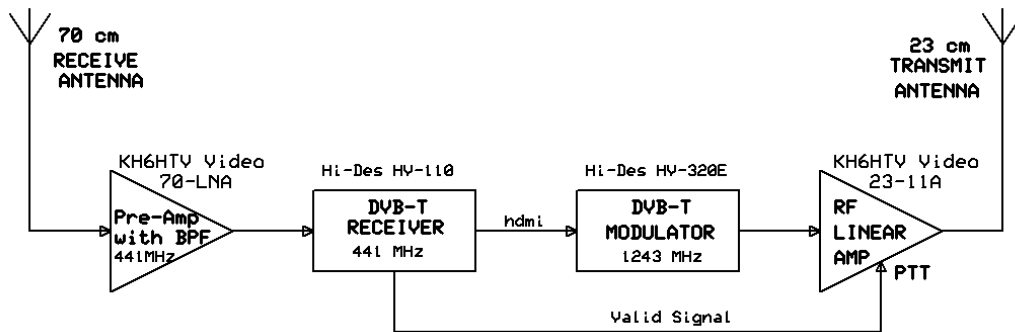 70 cm
RECEIVE
ANTENNA
23 cm
TRANSMIT
ANTENNA
KH6HTV Video
70-LNA
Pre-Amp
with BPF
441MHz
Hi-Des HV-110
DVB-T
RECEIVER
441 MHz
hdmi
Hi-Des HV-320E
DVB-T
MODULATOR
1243 MHz
KH6HTV Video
23-11A
RF
LINEAR
AMP
PTT
Valid Signal